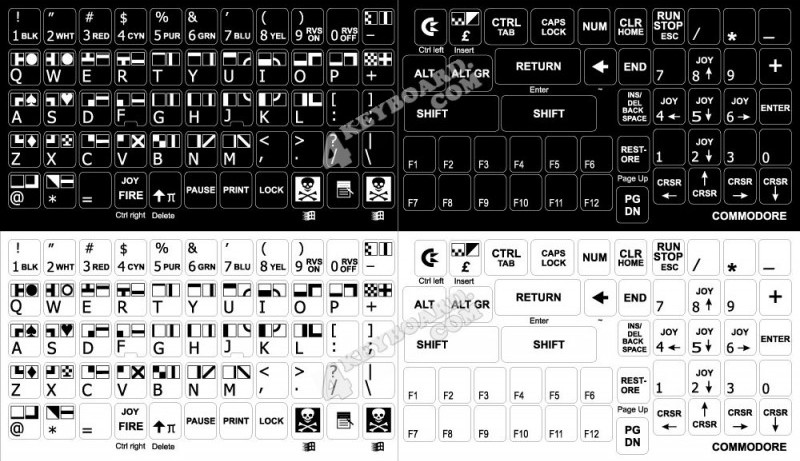 ! " # $ % & ' ( ) RVS ON 0 RVS OFF
1 BLK 2 WHT 3 RED 4 CYN 5 PUR 6 GRN 7 BLU 8 YEL 9 −
Q W E R T Y U I O P +
A S D F G H J K L [ ]
: ;
Z X C V B N M < > ? |
, . / \
@ * = JOY FIRE ↑ π PAUSE PRINT LOCK
Ctrl right Delete
£ CTRL TAB CAPS LOCK NUM CLR HOME RUN STOP ESC / * _
Ctrl left Insert
ALT ALT GR RETURN ← END 7 JOY 8 ↑ 9 +
Enter ~
SHIFT SHIFT INS/ DEL BACK SPACE JOY 4 ← JOY 5 ↓ JOY 6 → ENTER
F1 F2 F3 F4 F5 F6 REST- ORE 1 JOY 2 ↓ 3 0
Page Up
F7 F8 F9 F10 F11 F12 PG DN CRSR ← CRSR ↑ CRSR → CRSR ↓
COMMODORE
4KEYBOARD.COM
! " # $ % & ' ( ) RVS ON 0 RVS OFF
1 BLK 2 WHT 3 RED 4 CYN 5 PUR 6 GRN 7 BLU 8 YEL 9 −
Q W E R T Y U I O P +
A S D F G H J K L [ ]
: ;
Z X C V B N M < > ? |
, . / \
@ * = JOY FIRE ↑ π PAUSE PRINT LOCK
Ctrl right Delete
£ CTRL TAB CAPS LOCK NUM CLR HOME RUN STOP ESC / * _
Ctrl left Insert
ALT ALT GR RETURN ← END 7 JOY 8 ↑ 9 +
Enter ~
SHIFT SHIFT INS/ DEL BACK SPACE JOY 4 ← JOY 5 ↓ JOY 6 → ENTER
F1 F2 F3 F4 F5 F6 REST- ORE 1 JOY 2 ↓ 3 0
Page Up
F7 F8 F9 F10 F11 F12 PG DN CRSR ← CRSR ↑ CRSR → CRSR ↓
COMMODORE
4KEYBOARD.COM